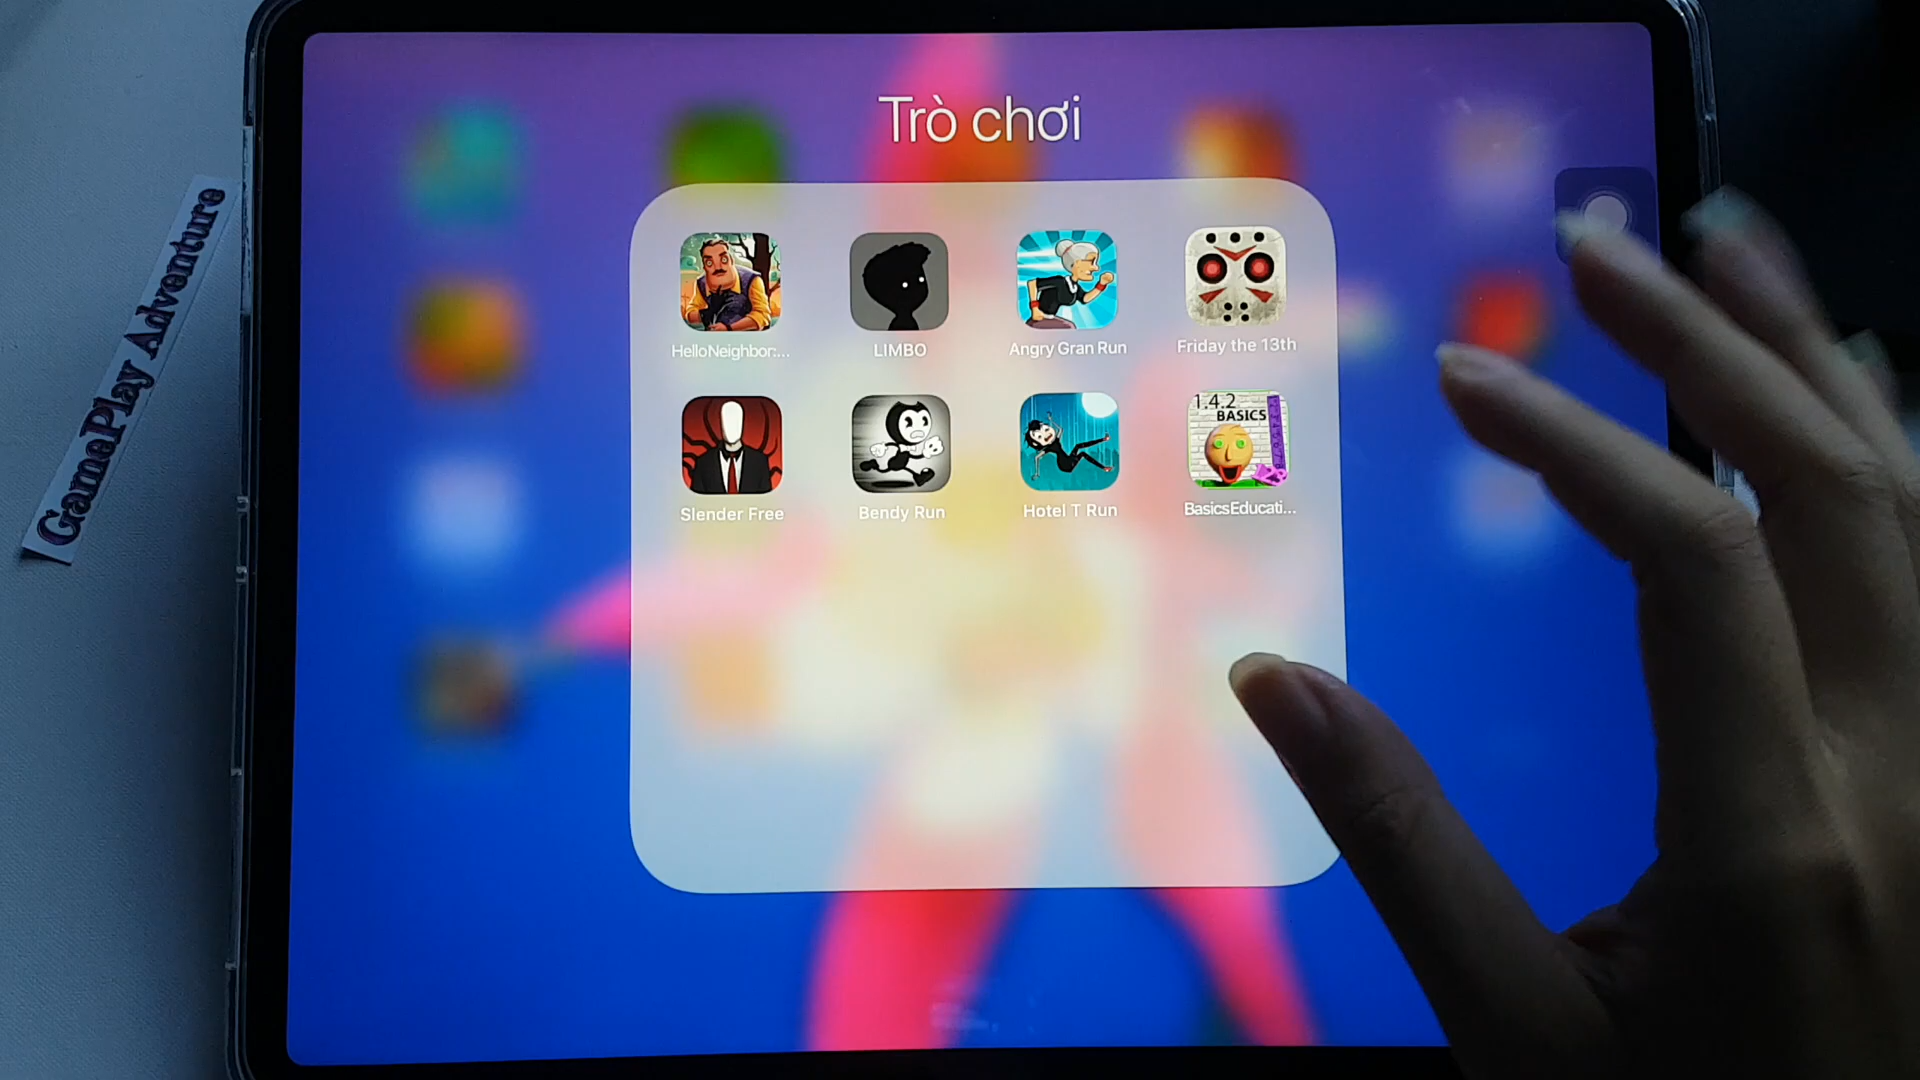 Trò chơi
GamePlay Adventure
HelloNeighbor:...
LIMBO
Angry Gran Run
Friday the 13th
1.4.2
BASICS
Slender Free
Bendy Run
Hotel T Run
BasicsEducati...